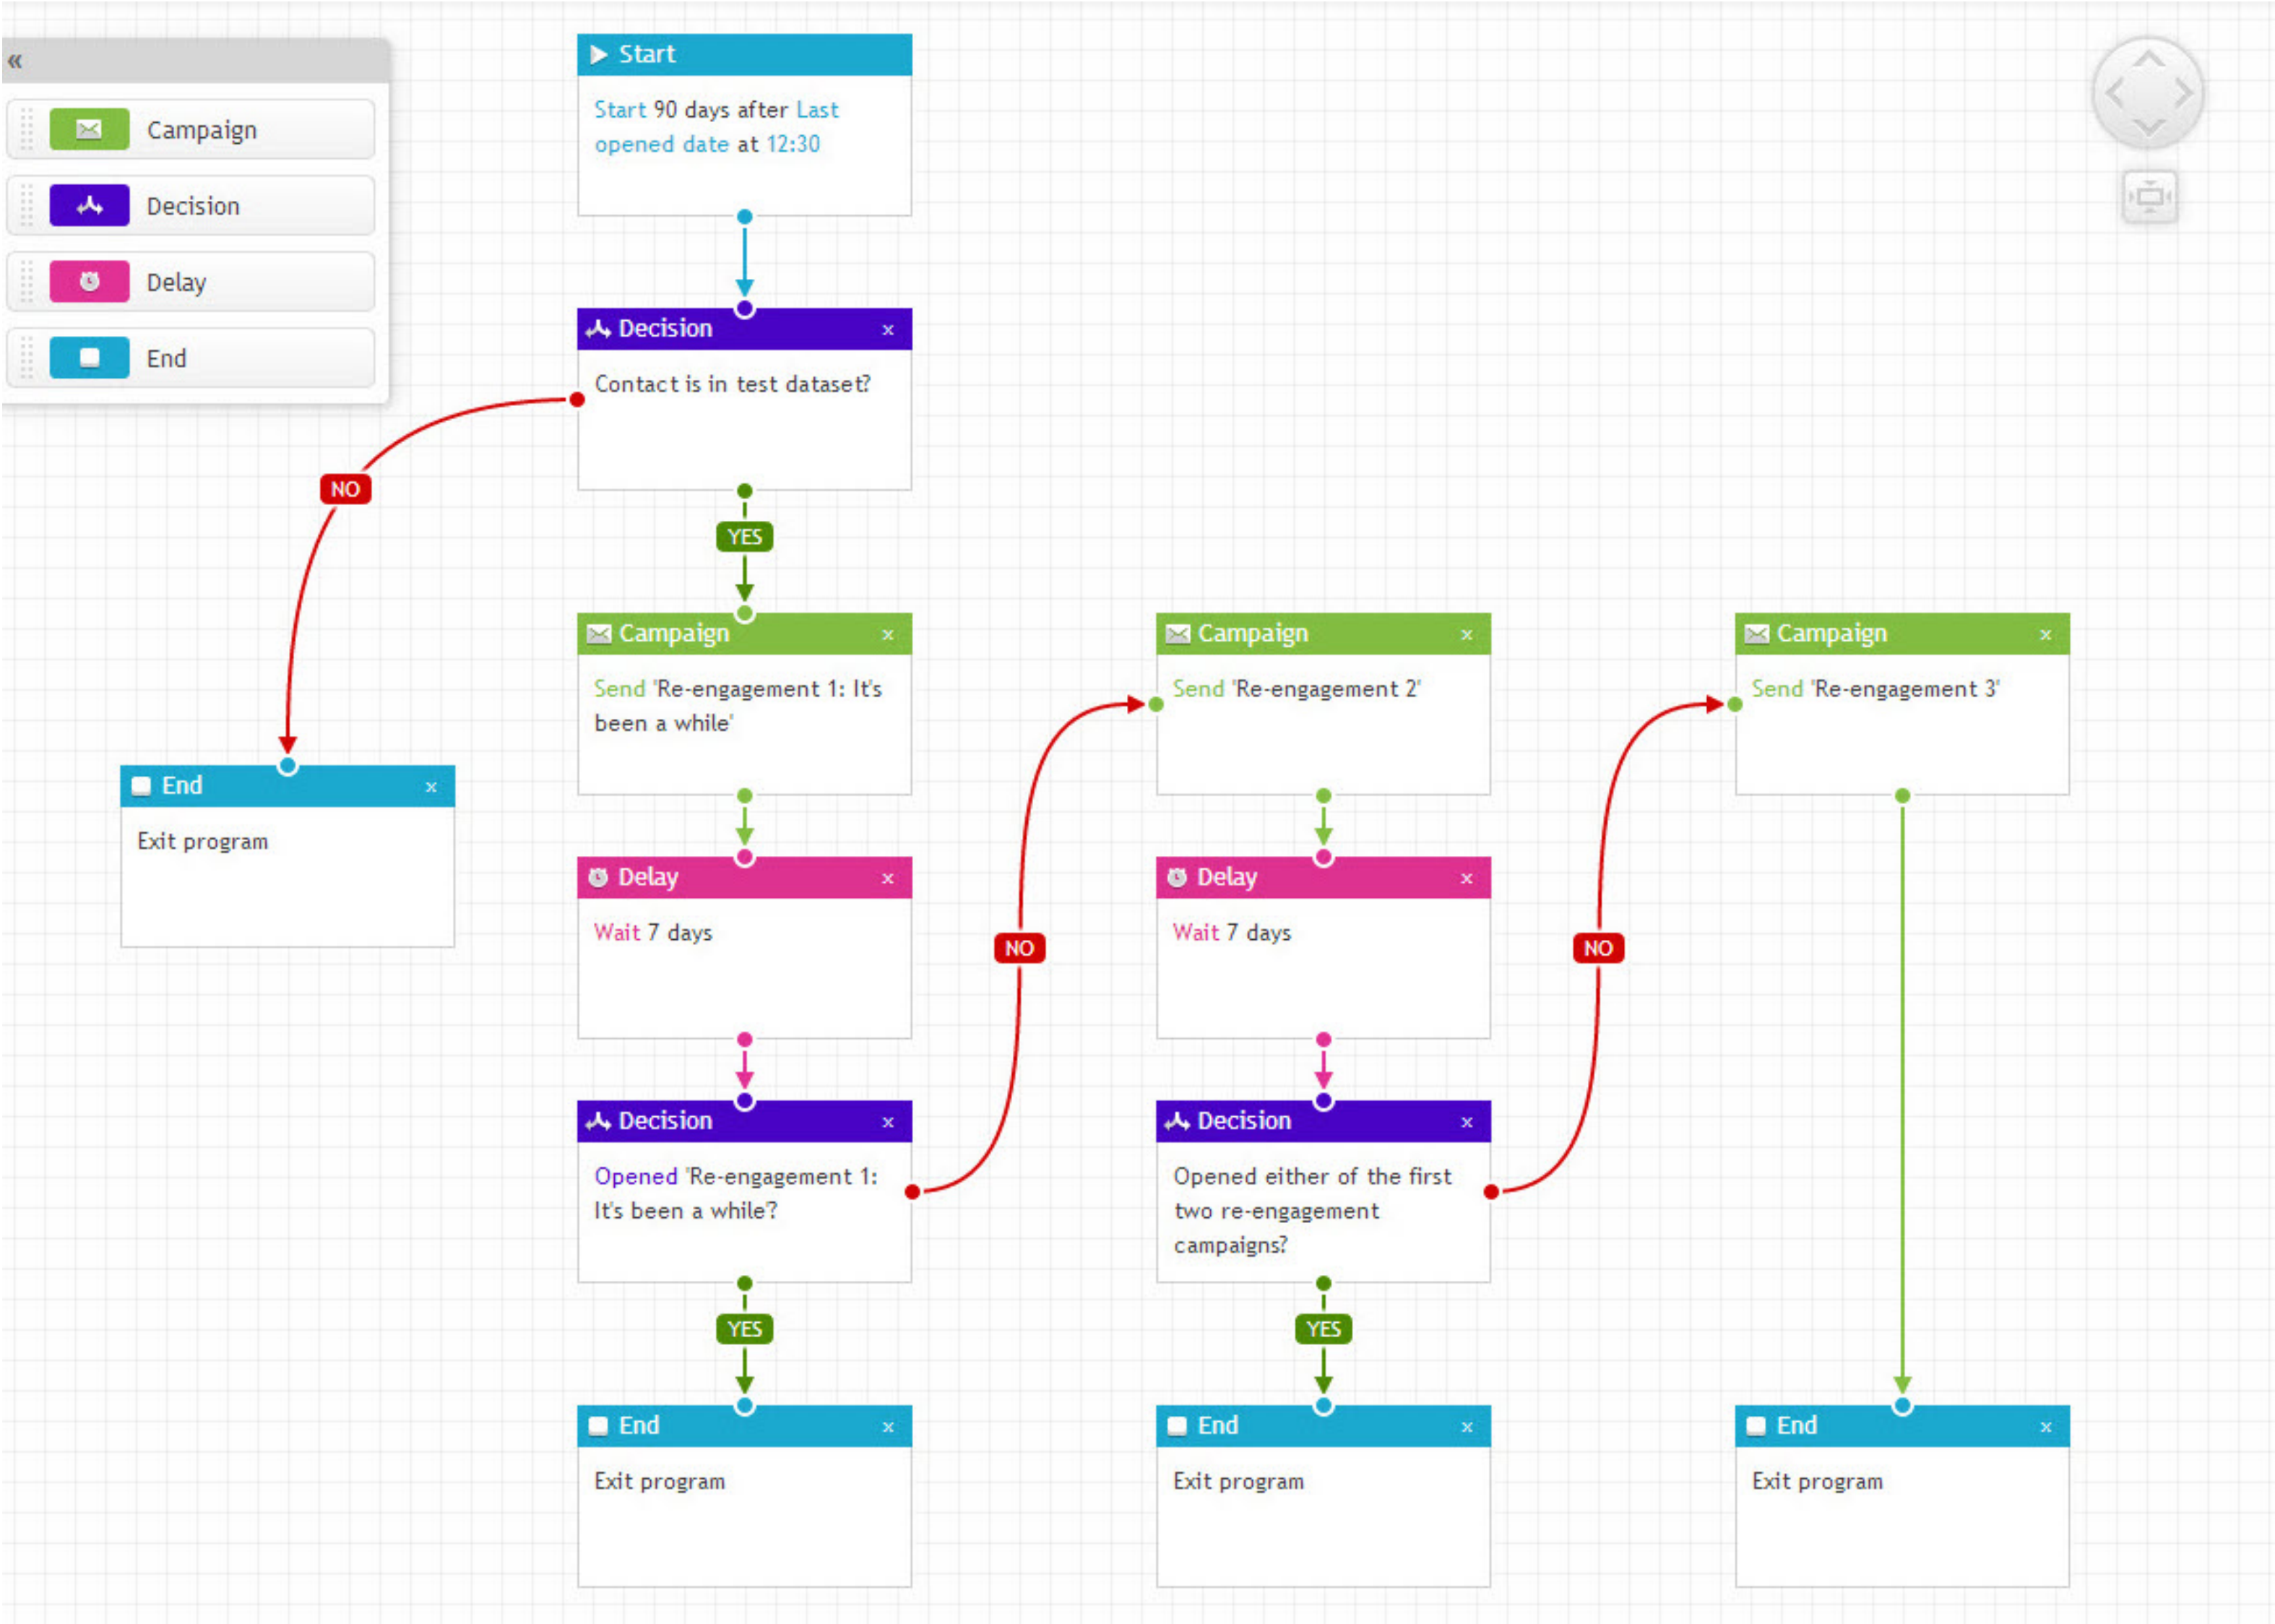 «
Campaign
Decision
Delay
End
Start
Start 90 days after Last
opened date at 12:30
Decision x
Contact is in test dataset?
NO
YES
End x
Exit program
Campaign x
Send 'Re-engagement 1: It's
been a while'
Delay x
Wait 7 days
Decision x
Opened 'Re-engagement 1:
It's been a while'?
YES
End x
Exit program
NO
Campaign x
Send 'Re-engagement 2'
Delay x
Wait 7 days
Decision x
Opened either of the first
two re-engagement
campaigns?
YES
End x
Exit program
NO
Campaign x
Send 'Re-engagement 3'
End x
Exit program